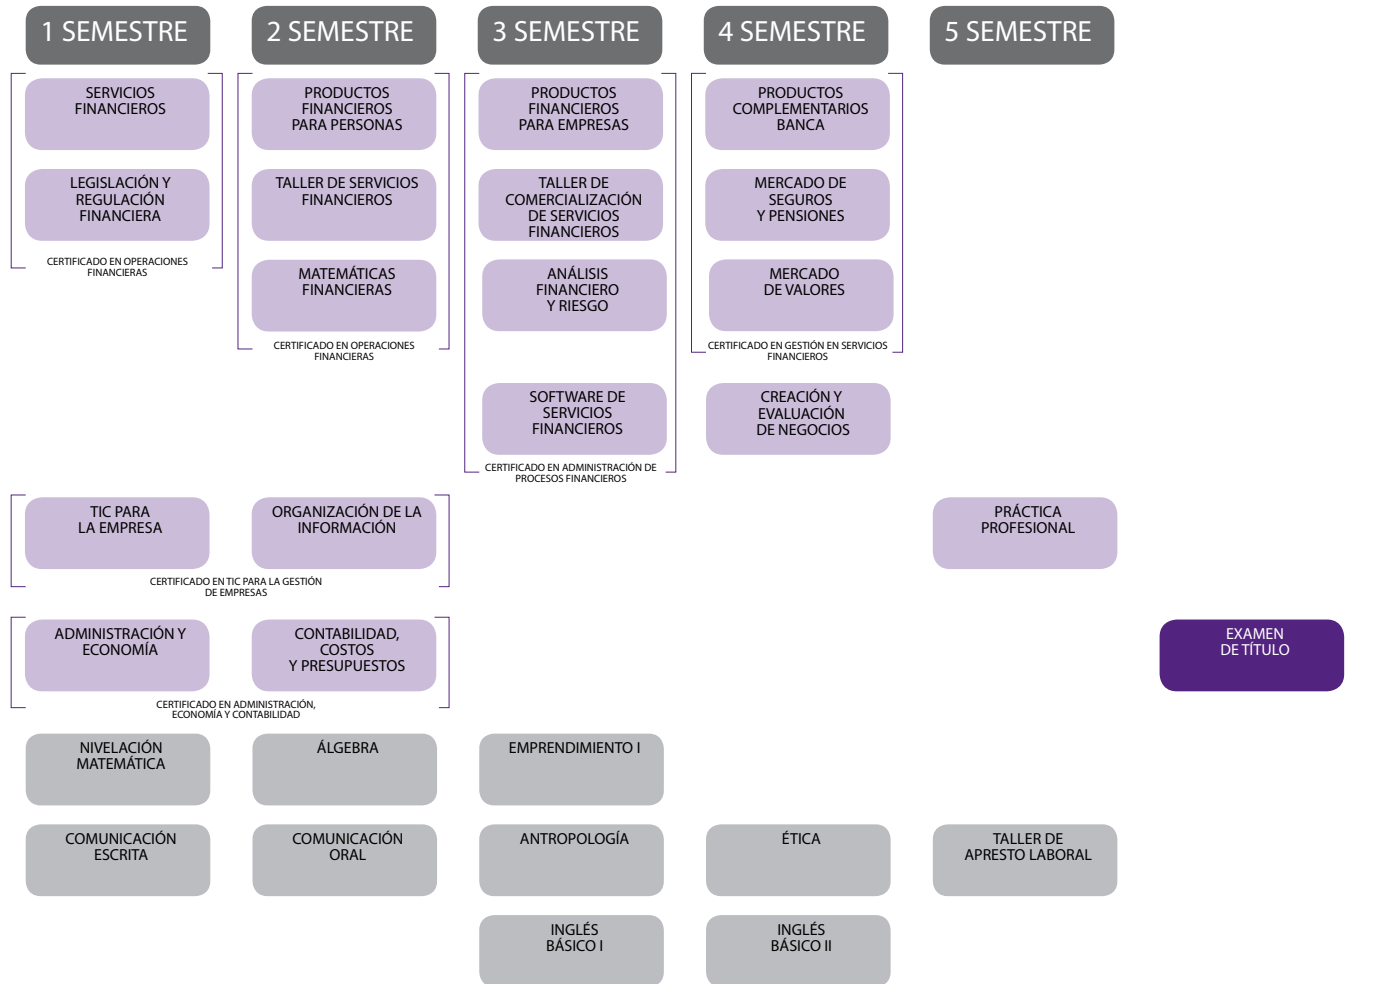 1 SEMESTRE
2 SEMESTRE
3 SEMESTRE
4 SEMESTRE
5 SEMESTRE
SERVICIOS
FINANCIEROS
PRODUCTOS
FINANCIEROS
PARA PERSONAS
PRODUCTOS
FINANCIEROS
PARA EMPRESAS
PRODUCTOS
COMPLEMENTARIOS
BANCA
LEGISLACIÓN Y
REGULACIÓN
FINANCIERA
TALLER DE SERVICIOS
FINANCIEROS
TALLER DE
COMERCIALIZACIÓN
DE SERVICIOS
FINANCIEROS
MERCADO DE
SEGUROS
Y PENSIONES
CERTIFICADO EN OPERACIONES
FINANCIERAS
MATEMÁTICAS
FINANCIERAS
ANÁLISIS
FINANCIERO
Y RIESGO
MERCADO
DE VALORES
CERTIFICADO EN OPERACIONES
FINANCIERAS
CERTIFICADO EN GESTIÓN EN SERVICIOS
FINANCIEROS
SOFTWARE DE
SERVICIOS
FINANCIEROS
CREACIÓN Y
EVALUACIÓN
DE NEGOCIOS
CERTIFICADO EN ADMINISTRACIÓN DE
PROCESOS FINANCIEROS
TIC PARA
LA EMPRESA
ORGANIZACIÓN DE LA
INFORMACIÓN
PRÁCTICA
PROFESIONAL
CERTIFICADO EN TIC PARA LA GESTIÓN
DE EMPRESAS
ADMINISTRACIÓN Y
ECONOMÍA
CONTABILIDAD,
COSTOS
Y PRESUPUESTOS
EXAMEN
DE TÍTULO
CERTIFICADO EN ADMINISTRACIÓN,
ECONOMÍA Y CONTABILIDAD
NIVELACIÓN
MATEMÁTICA
ÁLGEBRA
EMPRENDIMIENTO I
COMUNICACIÓN
ESCRITA
COMUNICACIÓN
ORAL
ANTROPOLOGÍA
ÉTICA
TALLER DE
APRESTO LABORAL
INGLÉS
BÁSICO I
INGLÉS
BÁSICO II